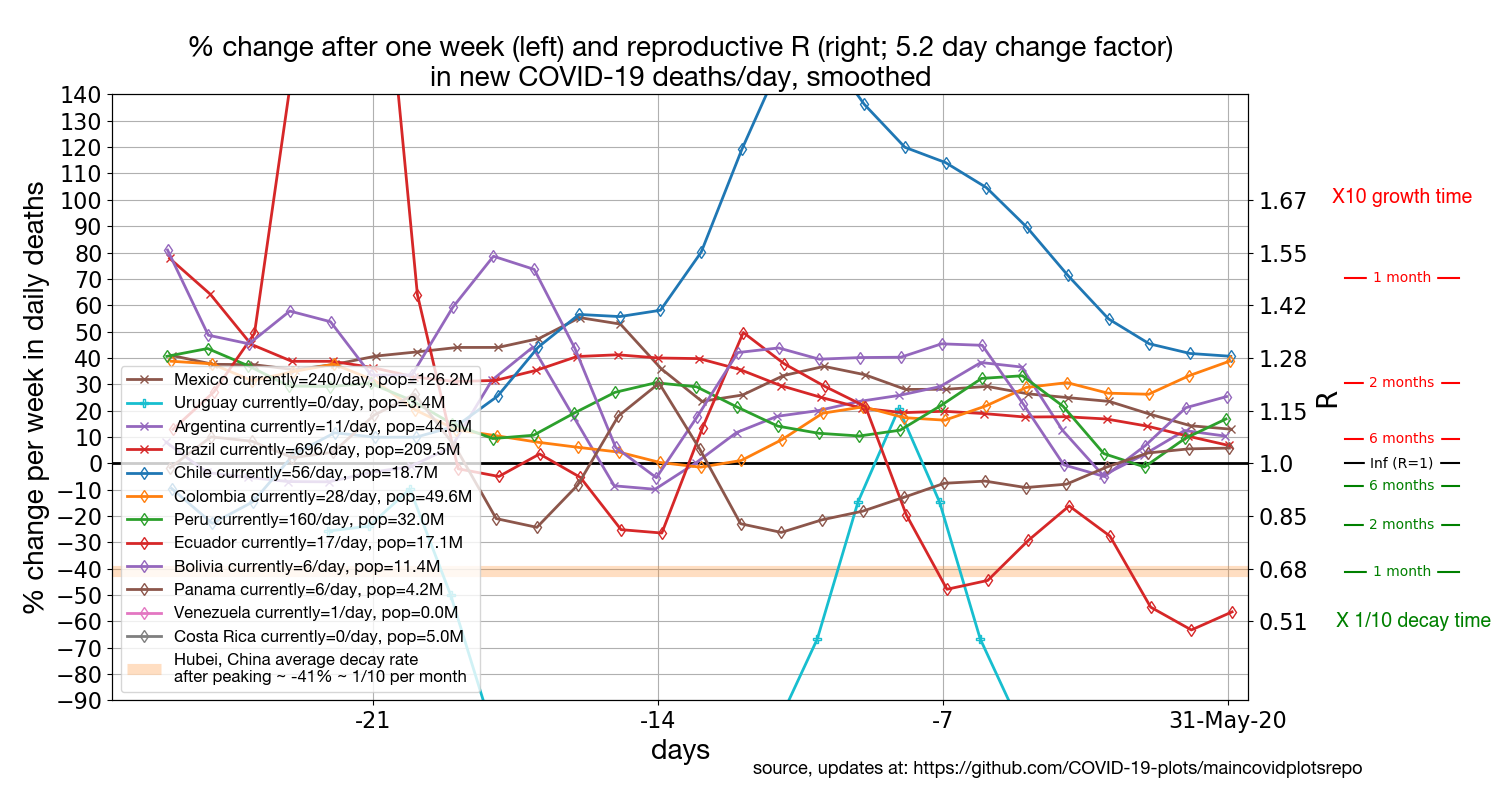 % change after one week (left) and reproductive R (right; 5.2 day change factor)
in new COVID-19 deaths/day, smoothed
% change per week in daily deaths
140
130
120
110
100
90
80
70
60
50
40
30
20
10
0
−10
−20
−30
−40
−50
−60
−70
−80
−90
Mexico currently=240/day, pop=126.2M
Uruguay currently=0/day, pop=3.4M
Argentina currently=11/day, pop=44.5M
Brazil currently=696/day, pop=209.5M
Chile currently=56/day, pop=18.7M
Colombia currently=28/day, pop=49.6M
Peru currently=160/day, pop=32.0M
Ecuador currently=17/day, pop=17.1M
Bolivia currently=6/day, pop=11.4M
Panama currently=6/day, pop=4.2M
Venezuela currently=1/day, pop=0.0M
Costa Rica currently=0/day, pop=5.0M
Hubei, China average decay rate
after peaking ~ -41% ~ 1/10 per month
-21
-14
-7
31-May-20
days
1.67
1.55
1.42
1.28
1.15
1.0
0.85
0.68
0.51
R
X10 growth time
1 month
2 months
6 months
Inf (R=1)
6 months
2 months
1 month
X 1/10 decay time
source, updates at: https://github.com/COVID-19-plots/maincovidplotsrepo